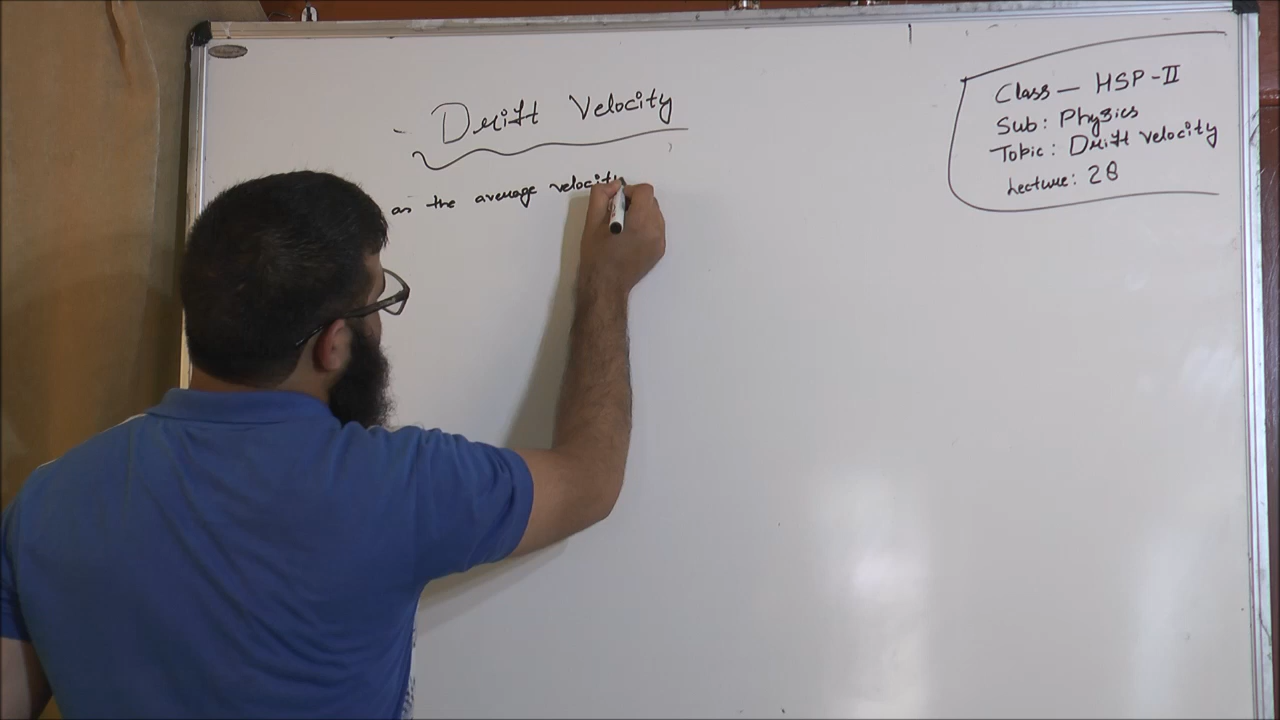 Drift Velocity
as the average velocity
Class — HSP-II
Sub: Physics
Topic: Drift velocity
Lecture: 28